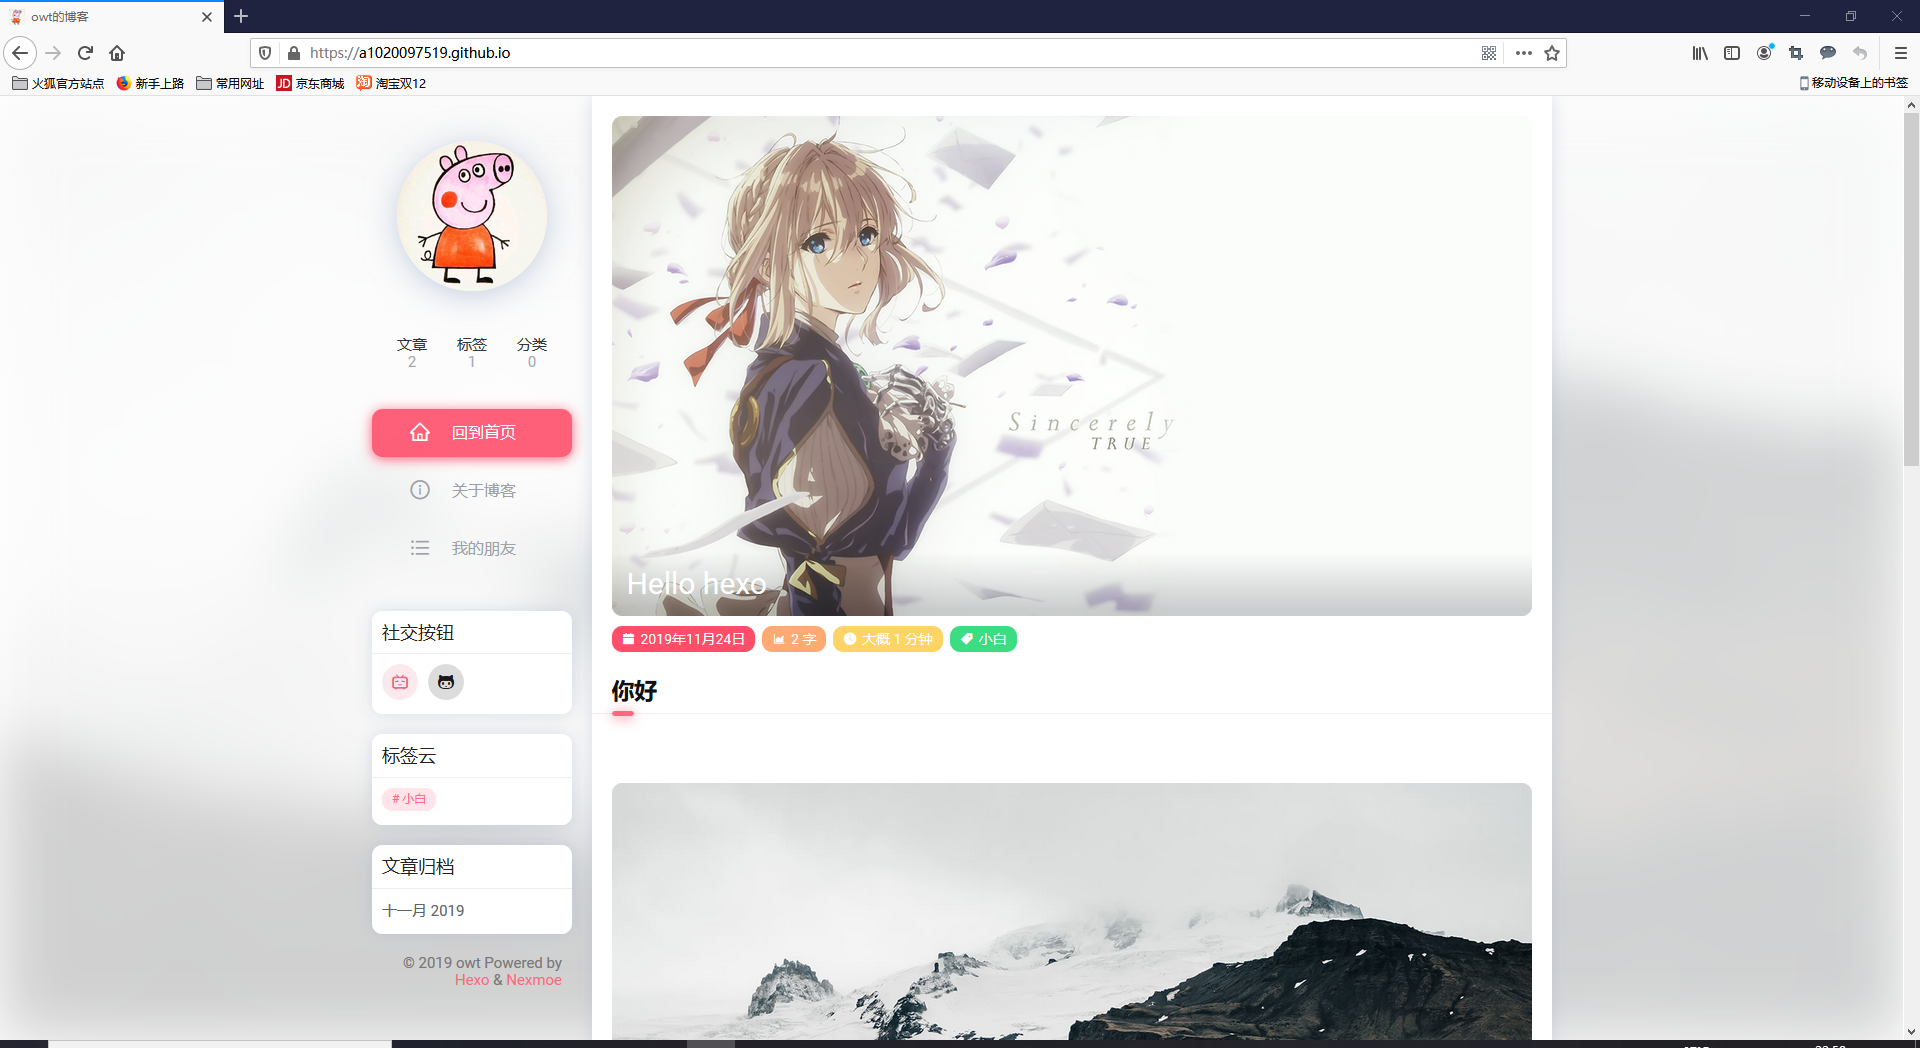 owt的博客
https://a1020097519.github.io
火狐官方站点 新手上路 常用网址 JD 京东商城 淘 淘宝双12 移动设备上的书签
文章 标签 分类
2 1 0
回到首页
关于博客
我的朋友
社交按钮
标签云
# 小白
文章归档
十一月 2019
© 2019 owt Powered by
Hexo & Nexmoe
Sincerely
TRUE
Hello hexo
2019年11月24日 2 字 大概 1 分钟 小白
你好